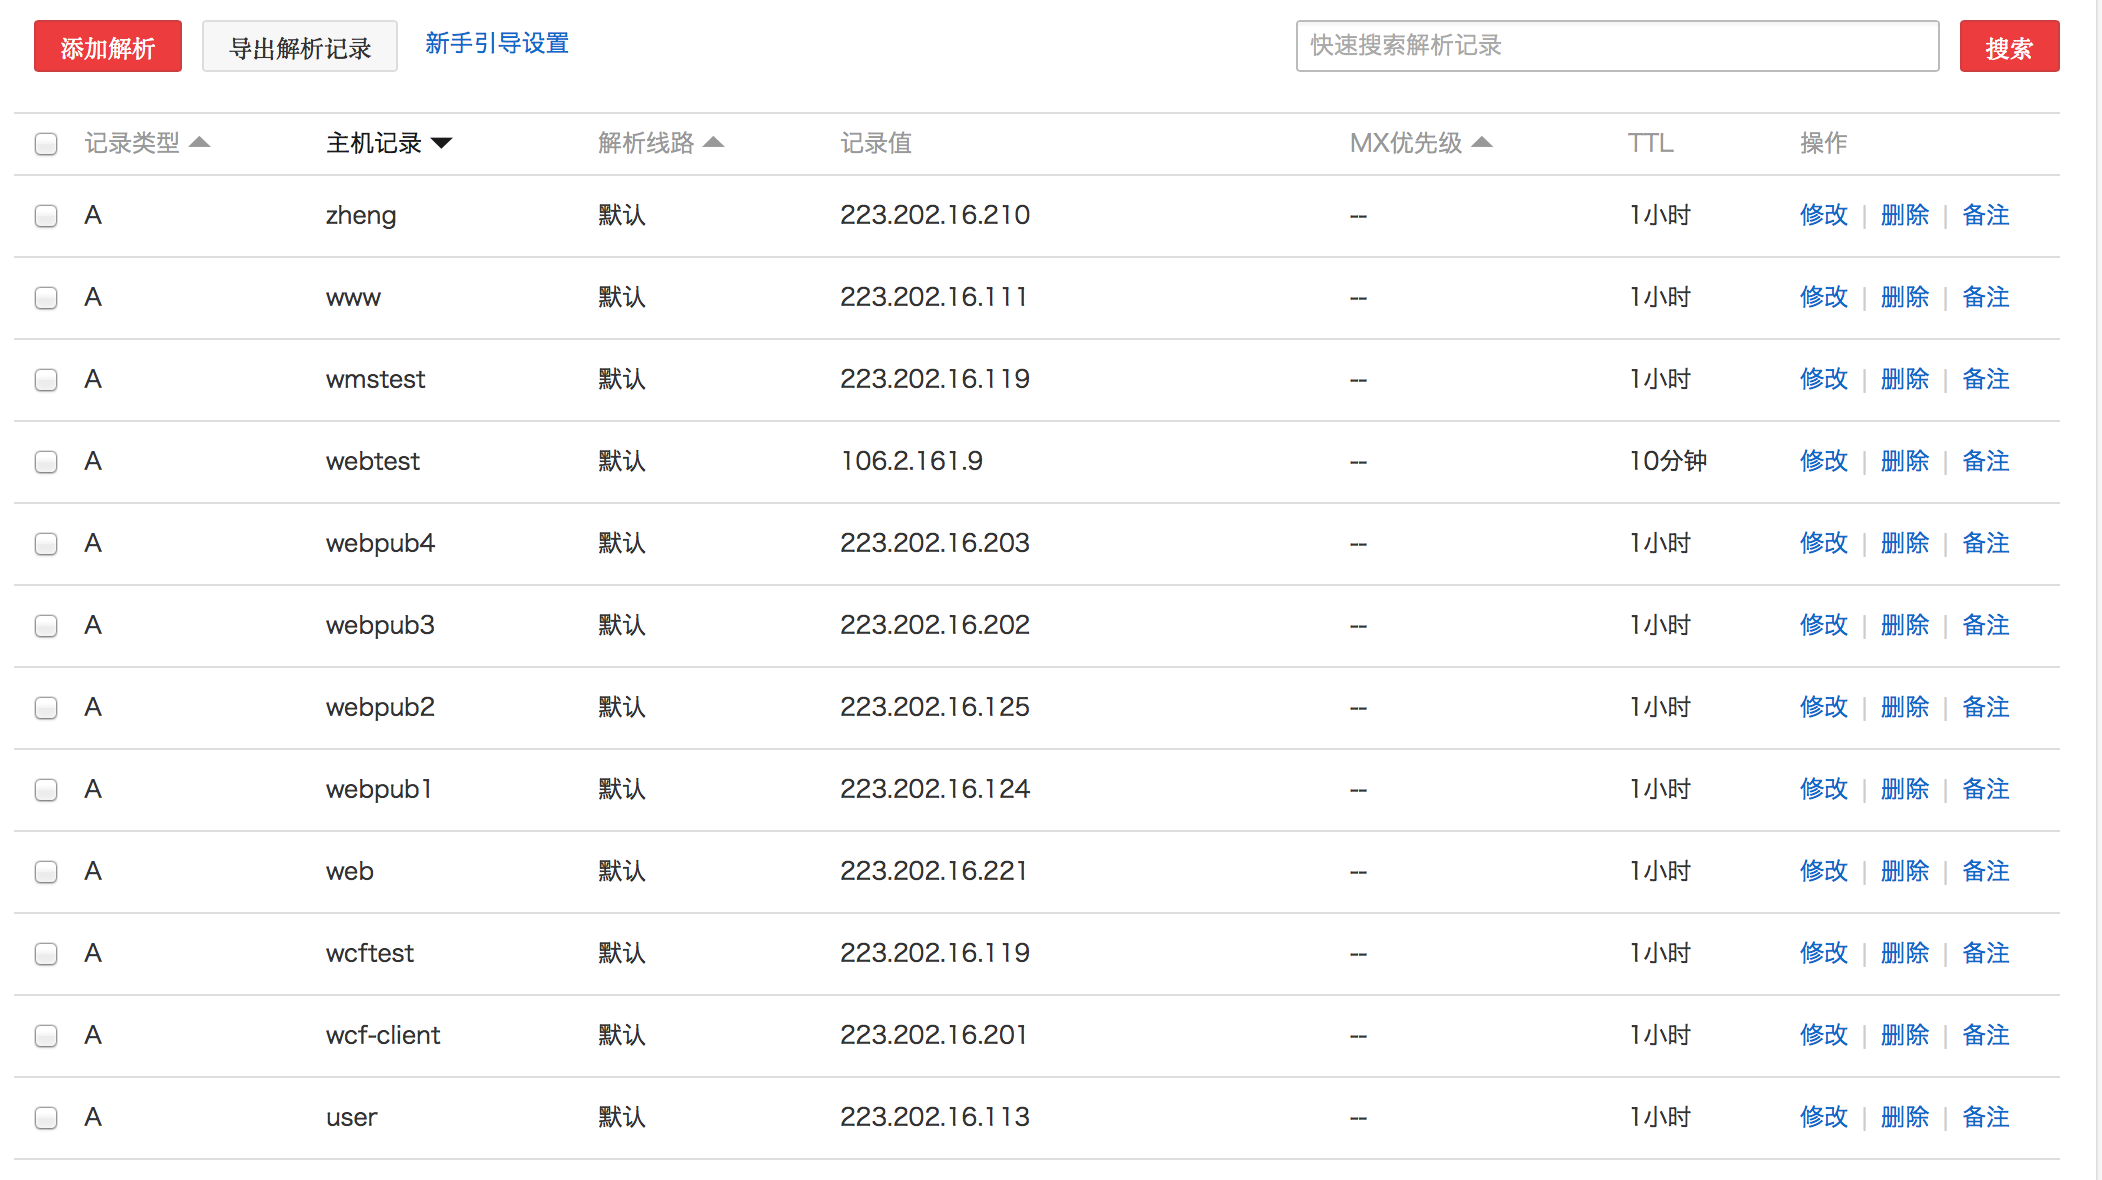 添加解析 导出解析记录 新手引导设置 快速搜索解析记录 搜索
记录类型 主机记录 解析线路 记录值 MX优先级 TTL 操作
A zheng 默认 223.202.16.210 -- 1小时 修改 | 删除 | 备注
A www 默认 223.202.16.111 -- 1小时 修改 | 删除 | 备注
A wmstest 默认 223.202.16.119 -- 1小时 修改 | 删除 | 备注
A webtest 默认 106.2.161.9 -- 10分钟 修改 | 删除 | 备注
A webpub4 默认 223.202.16.203 -- 1小时 修改 | 删除 | 备注
A webpub3 默认 223.202.16.202 -- 1小时 修改 | 删除 | 备注
A webpub2 默认 223.202.16.125 -- 1小时 修改 | 删除 | 备注
A webpub1 默认 223.202.16.124 -- 1小时 修改 | 删除 | 备注
A web 默认 223.202.16.221 -- 1小时 修改 | 删除 | 备注
A wcftest 默认 223.202.16.119 -- 1小时 修改 | 删除 | 备注
A wcf-client 默认 223.202.16.201 -- 1小时 修改 | 删除 | 备注
A user 默认 223.202.16.113 -- 1小时 修改 | 删除 | 备注